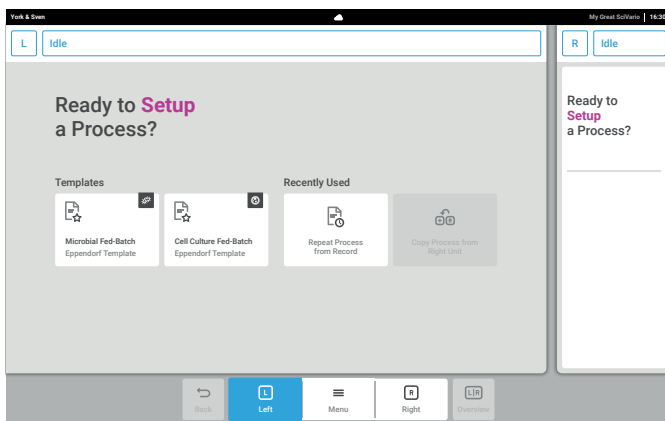 York & Sven
My Great SciVario
16:30
L
Idle
R
Idle
Ready to Setup
a Process?
Ready to
Setup
a Process?
Templates
Recently Used
Microbial Fed-Batch
Eppendorf Template
Cell Culture Fed-Batch
Eppendorf Template
Repeat Process
from Record
Copy Process from
Right Unit
R
Back
L
Left
Menu
R
Right
L|R
Overview